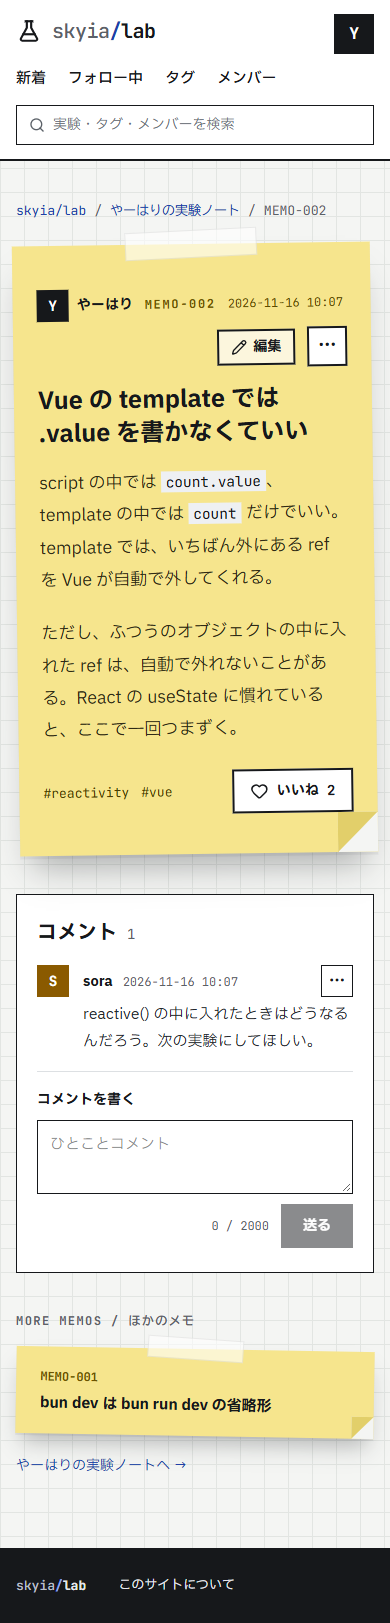 skyia/lab
Y
新着 フォロー中 タグ メンバー
実験・タグ・メンバーを検索
skyia/lab / やーはりの実験ノート / MEMO-002
Y やーはり MEMO-002 2026-11-16 10:07
編集 ···
Vue の template では
.value を書かなくていい
script の中では count.value、
template の中では count だけでいい。
template では、いちばん外にある ref
を Vue が自動で外してくれる。
ただし、ふつうのオブジェクトの中に入
れた ref は、自動で外れないことがあ
る。React の useState に慣れている
と、ここで一回つまずく。
#reactivity #vue いいね 2
コメント 1
S sora 2026-11-16 10:07 ···
reactive() の中に入れたときはどうなる
んだろう。次の実験にしてほしい。
コメントを書く
ひとことコメント
0 / 2000 送る
MORE MEMOS / ほかのメモ
MEMO-001
bun dev は bun run dev の省略形
やーはりの実験ノートへ →
skyia/lab このサイトについて